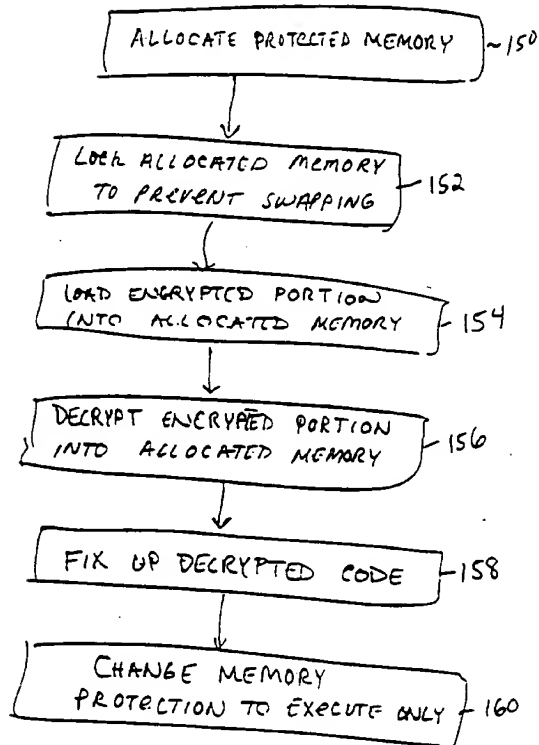 ALLOCATE PROTECTED MEMORY ~150
LOCK ALLOCATED MEMORY
TO PREVENT SWAPPING
152
LOAD ENCRYPTED PORTION
INTO ALLOCATED MEMORY
154
DECRYPT ENCRYPTED PORTION
INTO ALLOCATED MEMORY
156
FIX UP DECRYPTED CODE 158
CHANGE MEMORY
PROTECTION TO EXECUTE ONLY
160